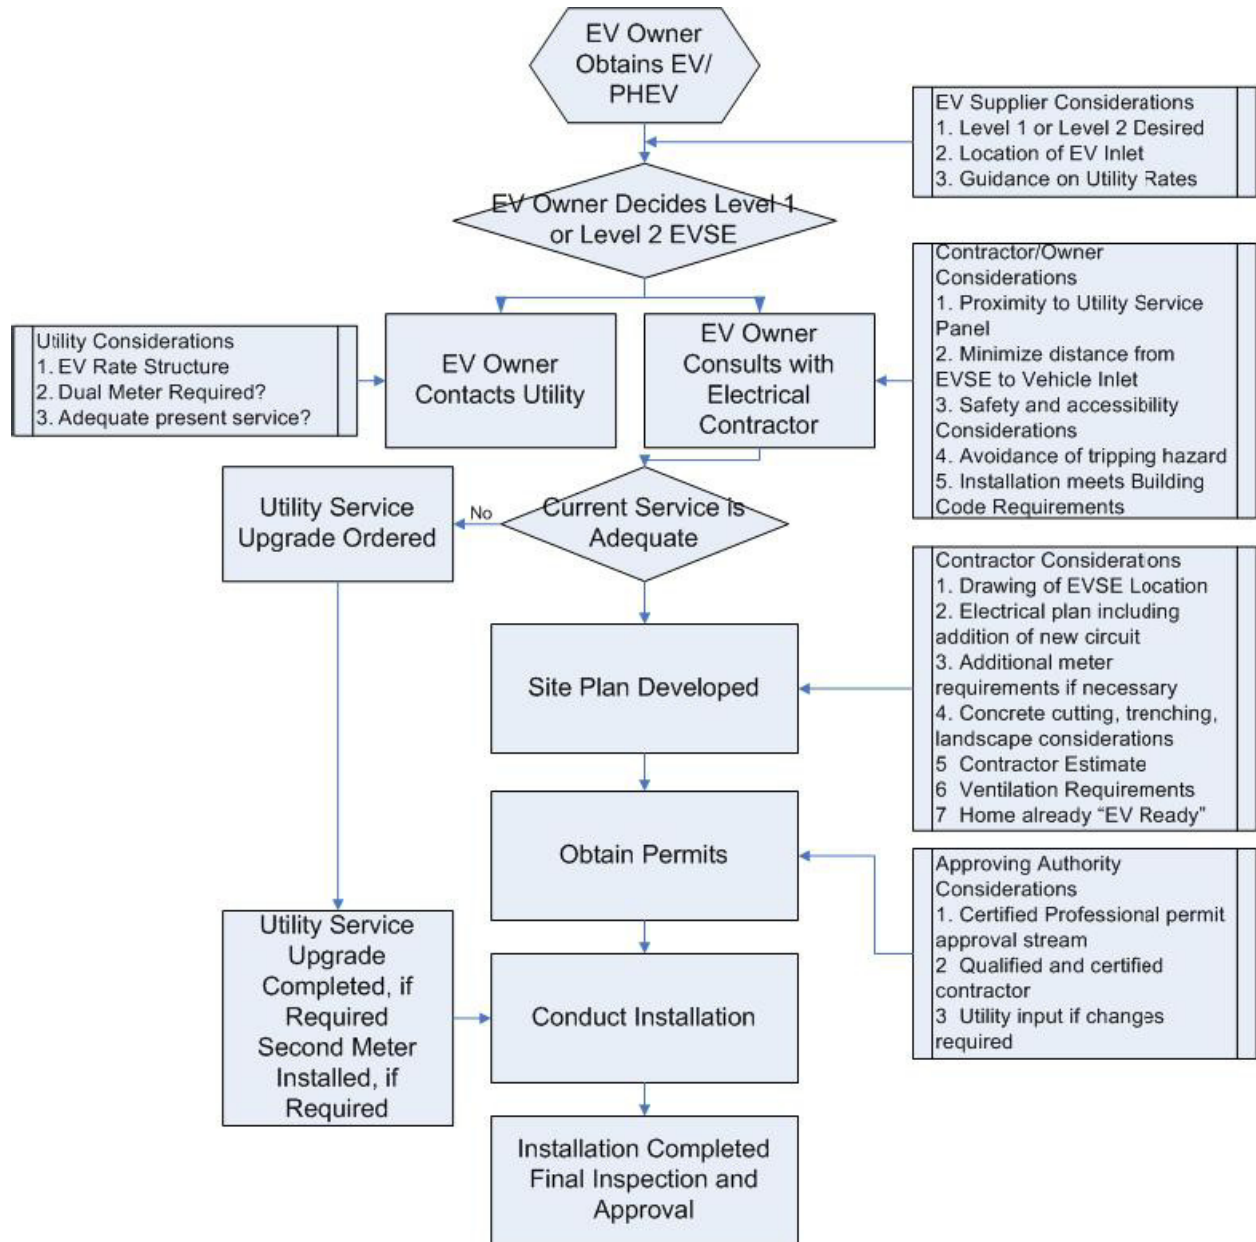 EV Owner
Obtains EV/
PHEV
EV Supplier Considerations
1. Level 1 or Level 2 Desired
2. Location of EV Inlet
3. Guidance on Utility Rates
EV Owner Decides Level 1
or Level 2 EVSE
Contractor/Owner
Considerations
1. Proximity to Utility Service
Panel
2. Minimize distance from
EVSE to Vehicle Inlet
3. Safety and accessibility
Considerations
4. Avoidance of tripping hazard
5. Installation meets Building
Code Requirements
Utility Considerations
1. EV Rate Structure
2. Dual Meter Required?
3. Adequate present service?
EV Owner
Contacts Utility
EV Owner
Consults with
Electrical
Contractor
Utility Service
Upgrade Ordered
No
Current Service is
Adequate
Contractor Considerations
1. Drawing of EVSE Location
2. Electrical plan including
addition of new circuit
3. Additional meter
requirements if necessary
4. Concrete cutting, trenching,
landscape considerations
5  Contractor Estimate
6  Ventilation Requirements
7  Home already “EV Ready”
Site Plan Developed
Obtain Permits
Approving Authority
Considerations
1. Certified Professional permit
approval stream
2  Qualified and certified
contractor
3  Utility input if changes
required
Utility Service
Upgrade
Completed, if
Required
Second Meter
Installed, if
Required
Conduct Installation
Installation Completed
Final Inspection and
Approval